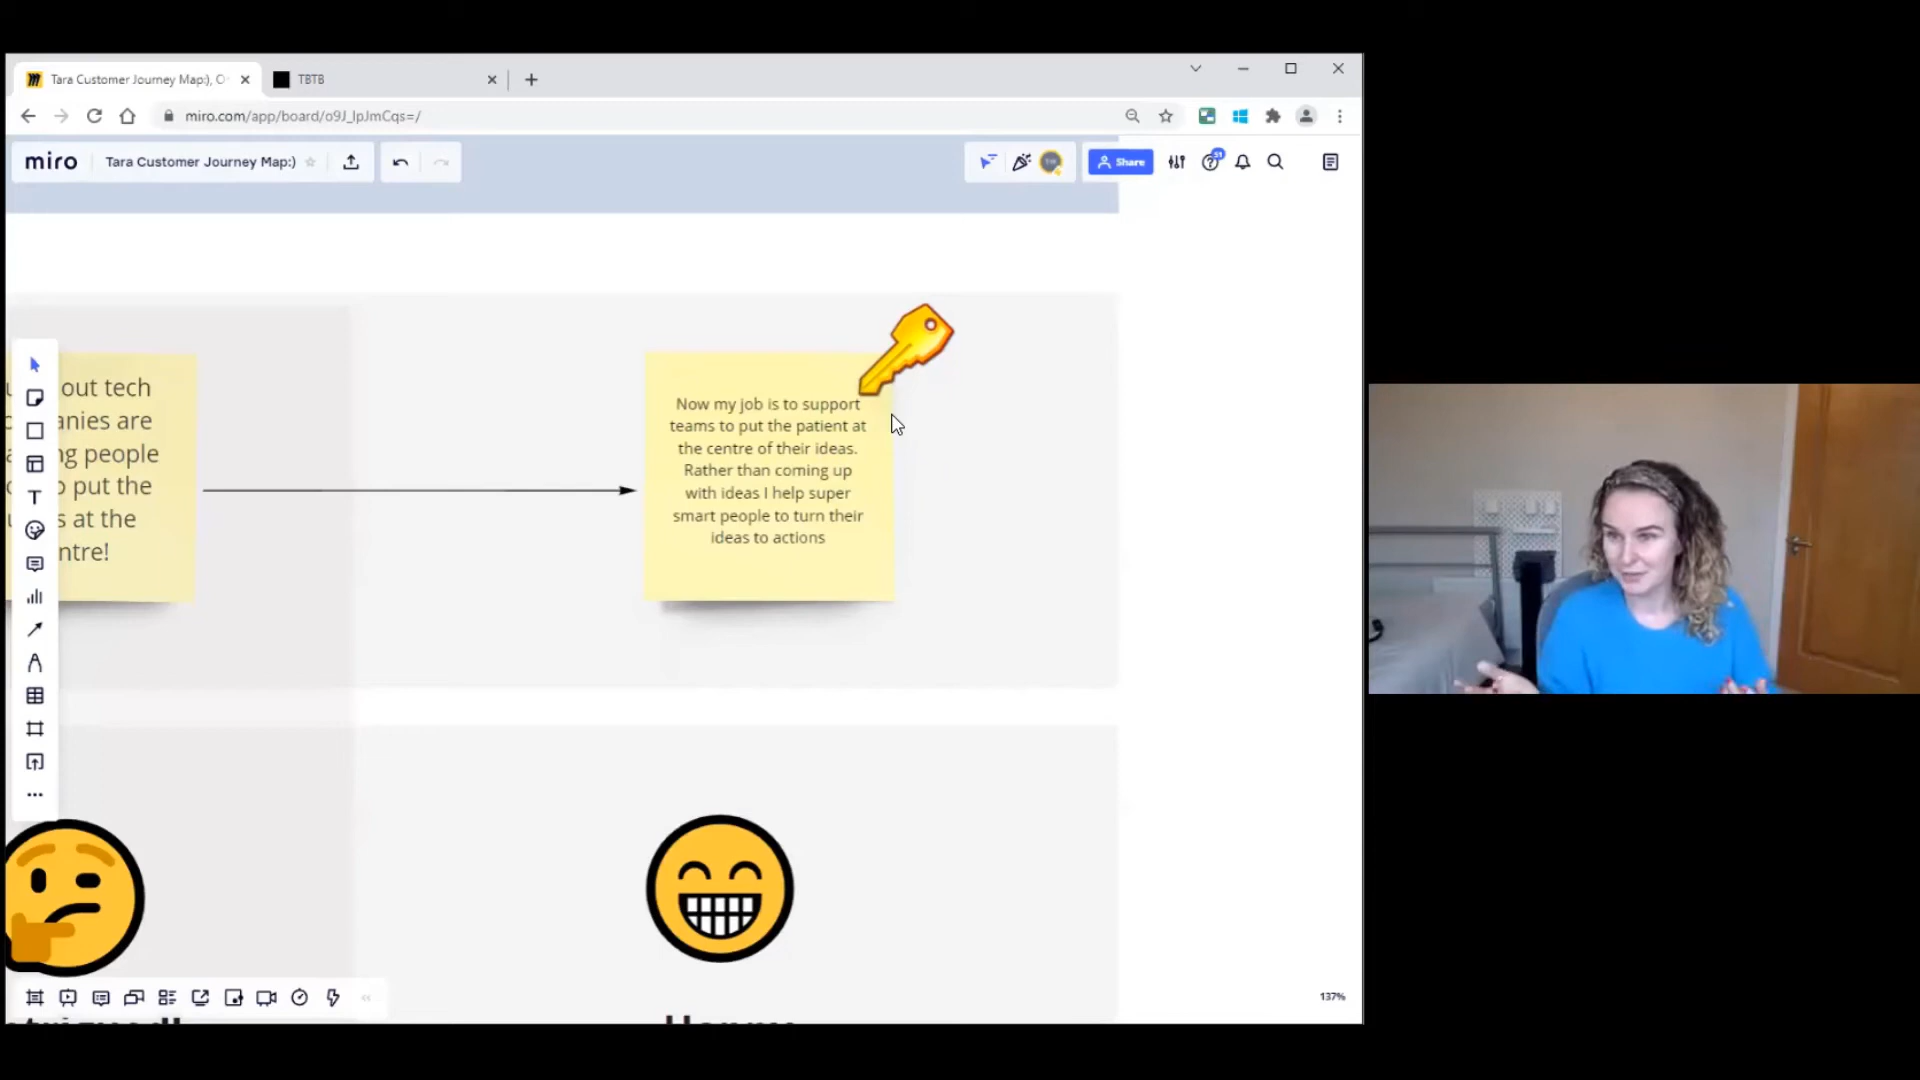 Tara Customer Journey Map:), O
TBTB
miro.com/app/board/o9J_lpJmCqs=/
miro
Tara Customer Journey Map:)
Share
out tech
anies are
ng people
put the
s at the
ntre!
Now my job is to support
teams to put the patient at
the centre of their ideas.
Rather than coming up
with ideas I help super
smart people to turn their
ideas to actions
137%